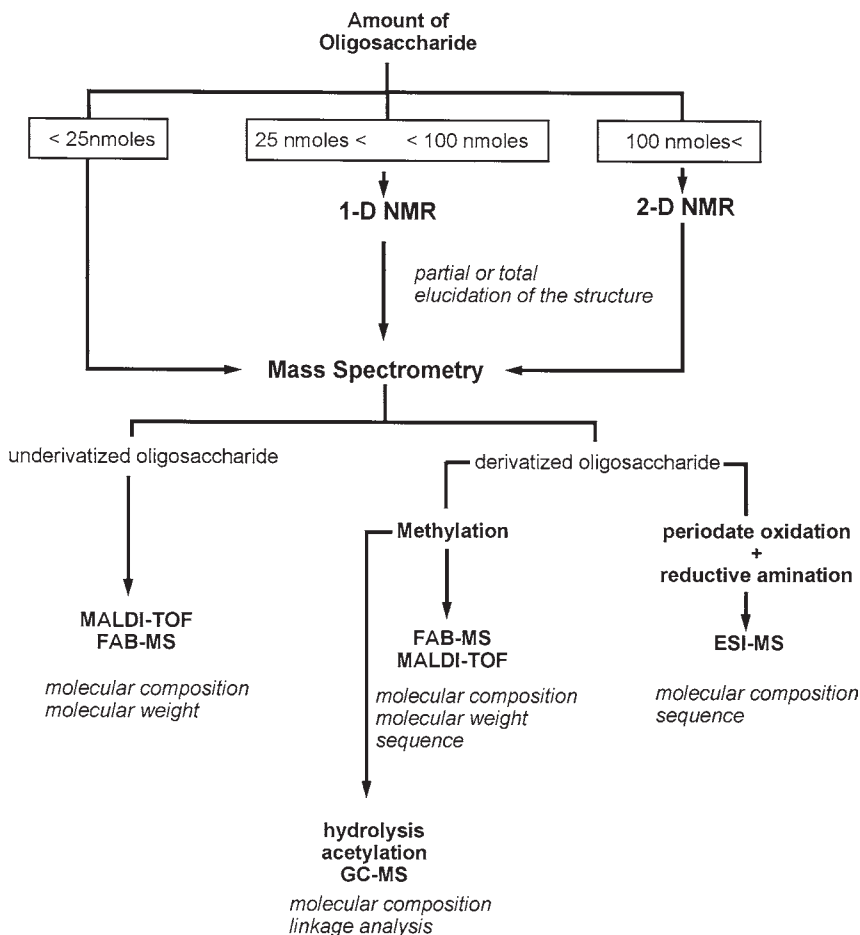 Amount of
Oligosaccharide
< 25nmoles
25 nmoles < < 100 nmoles
100 nmoles<
1-D NMR
2-D NMR
partial or total
elucidation of the structure
Mass Spectrometry
underivatized oligosaccharide
derivatized oligosaccharide
Methylation
periodate oxidation
+
reductive amination
MALDI-TOF
FAB-MS
FAB-MS
MALDI-TOF
ESI-MS
molecular composition
molecular weight
molecular composition
molecular weight
sequence
molecular composition
sequence
hydrolysis
acetylation
GC-MS
molecular composition
linkage analysis